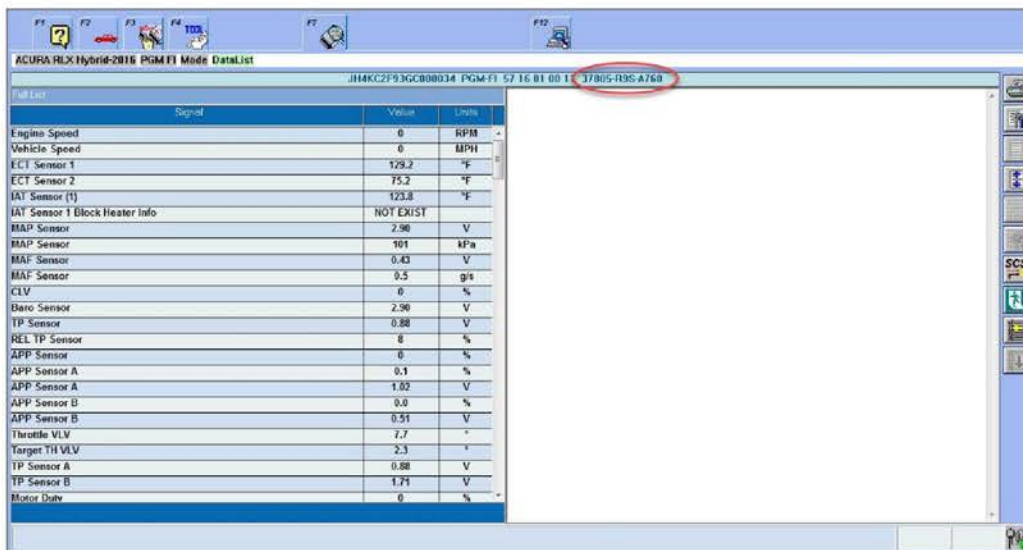 F1 F2 F3 F4 TOOL F7 F12
ACURA RLX Hybrid-2016 PGM FI Mode DataList
PGM-FI 57 16 01 00 37805-R9S-A760
Full List
Signal Value Units
Engine Speed 0 RPM
Vehicle Speed 0 MPH
ECT Sensor 1 129.2 °F
ECT Sensor 2 75.2 °F
IAT Sensor (1) 123.8 °F
IAT Sensor 1 Block Heater Info NOT EXIST
MAP Sensor 2.90 V
MAP Sensor 101 kPa
MAF Sensor 0.43 V
MAF Sensor 0.5 g/s
CLV 0 %
Baro Sensor 2.90 V
TP Sensor 0.88 V
REL TP Sensor 8 %
APP Sensor 0 %
APP Sensor A 0.1 %
APP Sensor A 1.02 V
APP Sensor B 0.0 %
APP Sensor B 0.51 V
Throttle VLV 7.7 °
Target TH VLV 2.3 °
TP Sensor A 0.88 V
TP Sensor B 1.71 V
Motor Duty 0 %